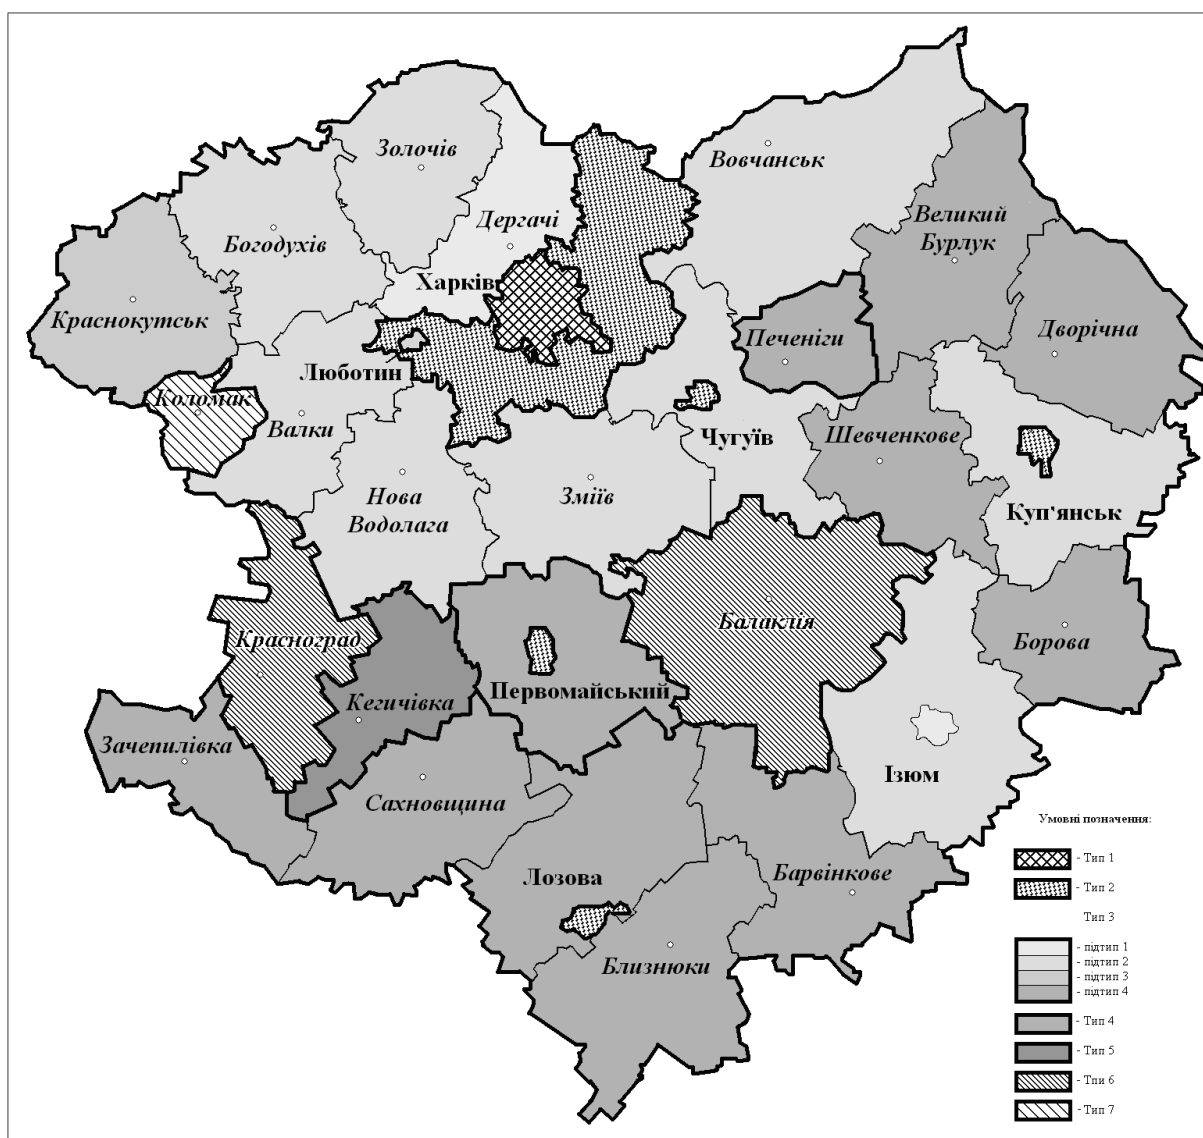 Золочів
Вовчанськ
Дергачі
Великий
Бурлук
Богодухів
Харків
Краснокутськ
Печеніги
Дворічна
Люботин
Коломак
Валки
Чугуїв
Шевченкове
Нова
Водолага
Зміїв
Куп'янськ
Красноград
Балаклія
Борова
Первомайський
Кегичівка
Зачепилівка
Ізюм
Сахновщина
Лозова
Барвінкове
Близнюки
Умовні позначення:
- Тип 1
- Тип 2
Тип 3
- підтип 1
- підтип 2
- підтип 3
- підтип 4
- Тип 4
- Тип 5
- Тпи 6
- Тип 7